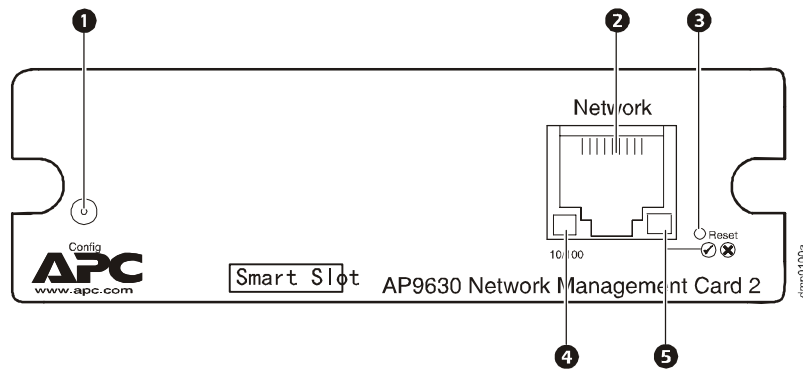 1
2
3
Network
Reset
10/100
Config
APC
www.apc.com
Smart Slot
AP9630 Network Management Card 2
4
5